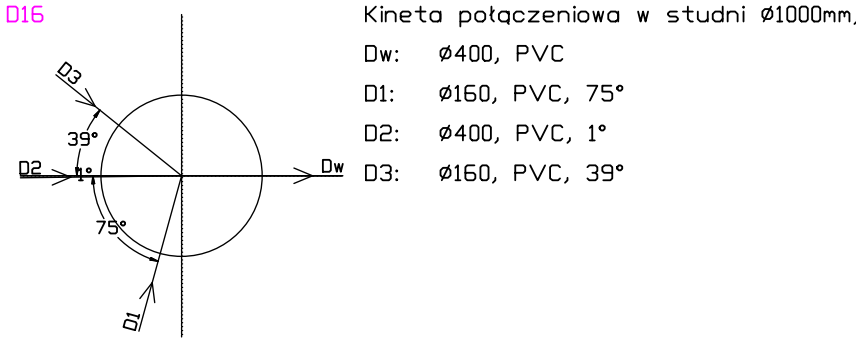 D16
Kineta połączeniowa w studni Ø1000mm,
Dw: Ø400, PVC
D1: Ø160, PVC, 75°
D2: Ø400, PVC, 1°
D3: Ø160, PVC, 39°
D3
39°
D2
1°
Dw
75°
D1